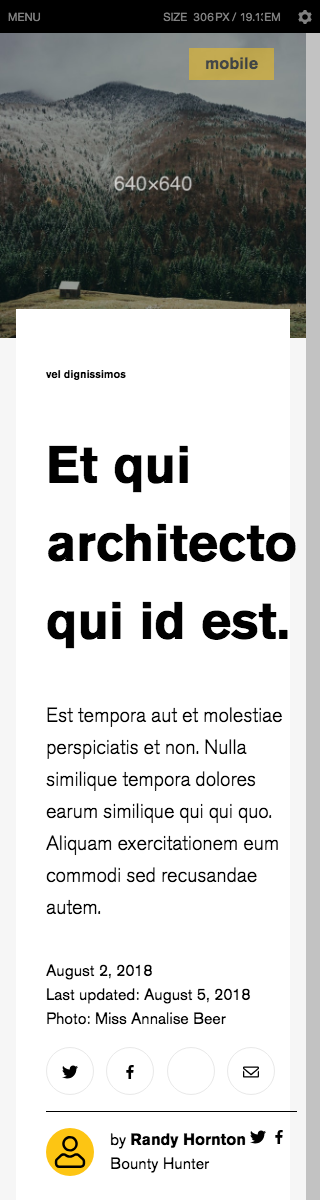 MENU
SIZE 306PX / 19.12EM
mobile
640×640
vel dignissimos
Et qui
architecto
qui id est.
Est tempora aut et molestiae
perspiciatis et non. Nulla
similique tempora dolores
earum similique qui qui quo.
Aliquam exercitationem eum
commodi sed recusandae
autem.
August 2, 2018
Last updated: August 5, 2018
Photo: Miss Annalise Beer
by Randy Hornton
Bounty Hunter